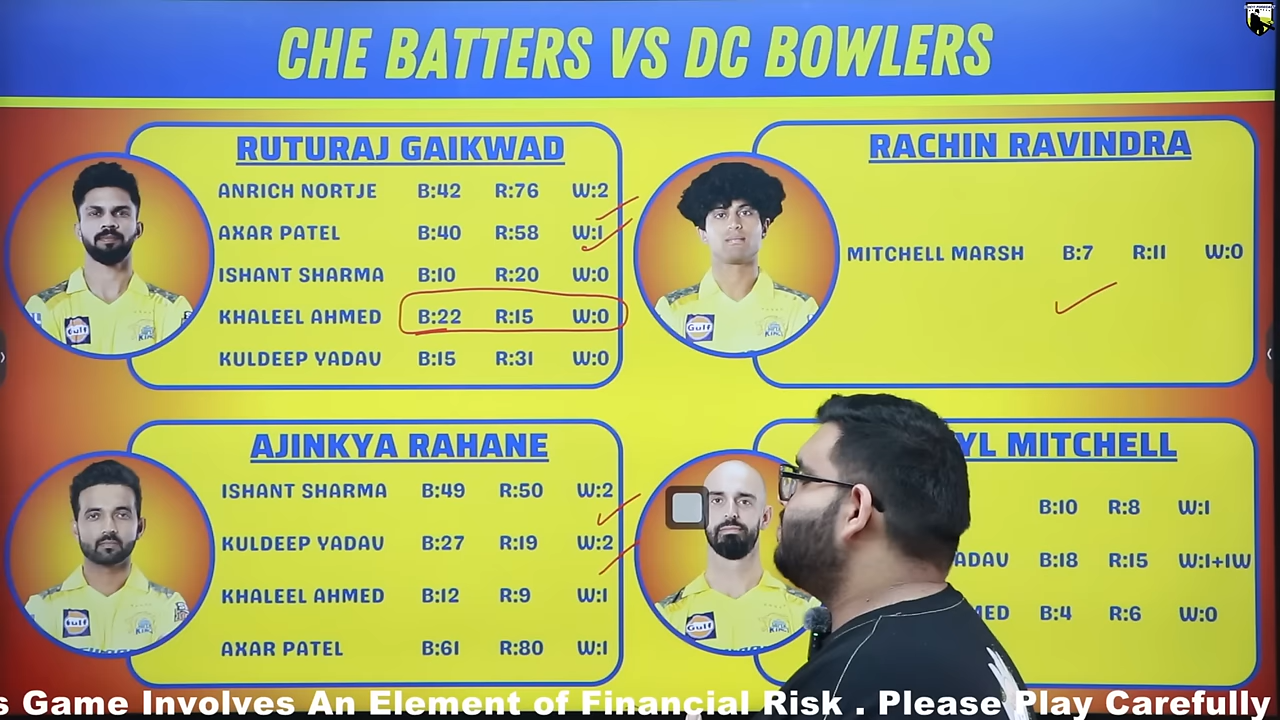 CHE BATTERS VS DC BOWLERS
RUTURAJ GAIKWAD
ANRICH NORTJE B:42 R:76 W:2
AXAR PATEL B:40 R:58 W:1
ISHANT SHARMA B:10 R:20 W:0
KHALEEL AHMED B:22 R:15 W:0
KULDEEP YADAV B:15 R:31 W:0
Gulf
RACHIN RAVINDRA
MITCHELL MARSH B:7 R:11 W:0
Gulf
AJINKYA RAHANE
ISHANT SHARMA B:49 R:50 W:2
KULDEEP YADAV B:27 R:19 W:2
KHALEEL AHMED B:12 R:9 W:1
AXAR PATEL B:61 R:80 W:1
Gulf
YL MITCHELL
B:10 R:8 W:1
ADAV B:18 R:15 W:1+1W
MED B:4 R:6 W:0
Gulf
s Game Involves An Element of Financial Risk . Please Play Carefully